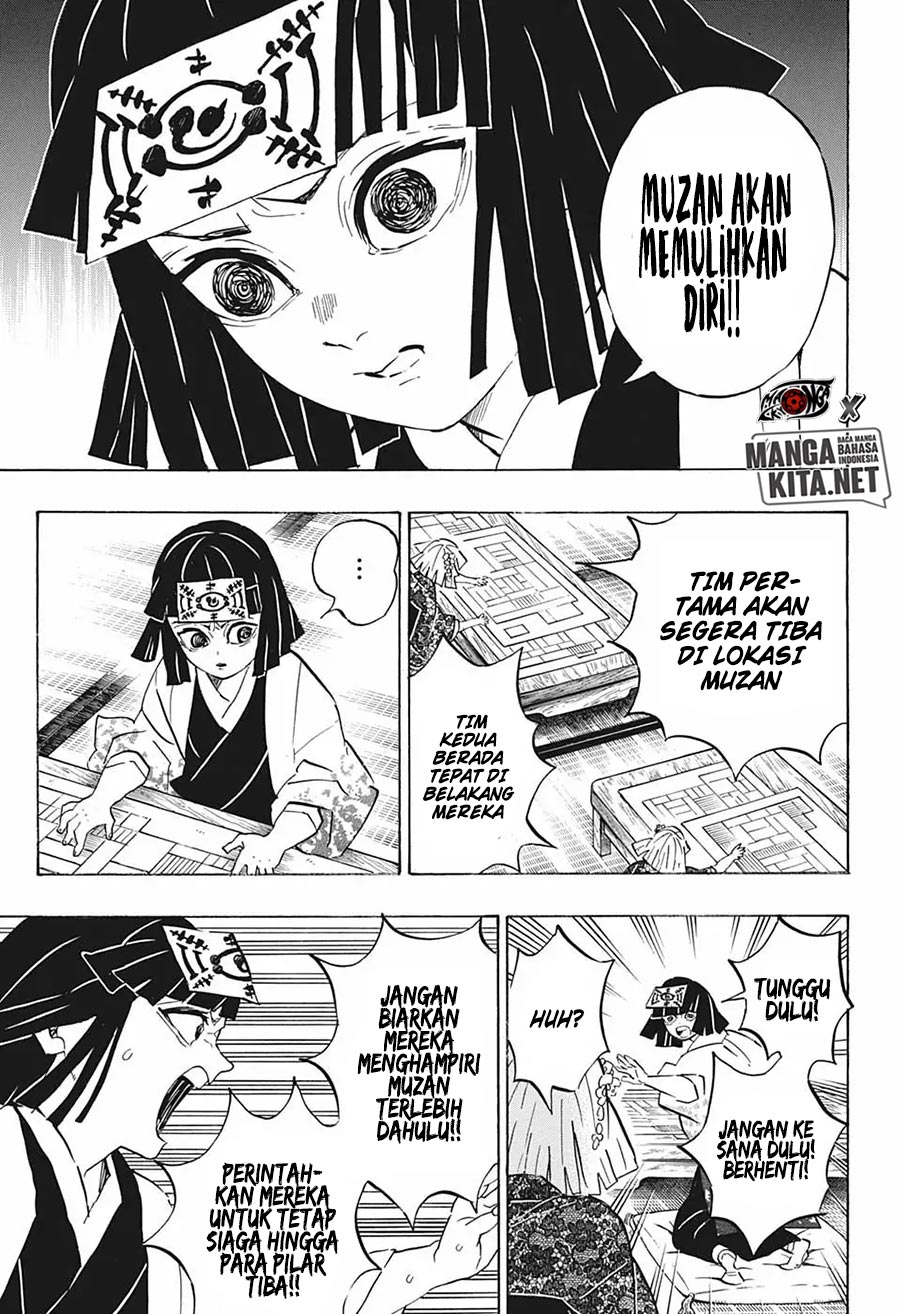 MUZAN AKAN
MEMULIHKAN
DIRI!!
MANGA
KITA.NET
BACA MANGA
BAHASA
INDONESIA
X
TIM PER-
TAMA AKAN
SEGERA TIBA
DI LOKASI
MUZAN
TIM
KEDUA
BERADA
TEPAT DI
BELAKANG
MEREKA
...
TUNGGU
DULU!
HUH?
JANGAN KE
SANA DULU!
BERHENTI!
JANGAN
BIARKAN
MEREKA
MENGHAMPIRI
MUZAN
TERLEBIH
DAHULU!!
PERINTAH-
KAN MEREKA
UNTUK TETAP
SIAGA HINGGA
PARA PILAR
TIBA!!